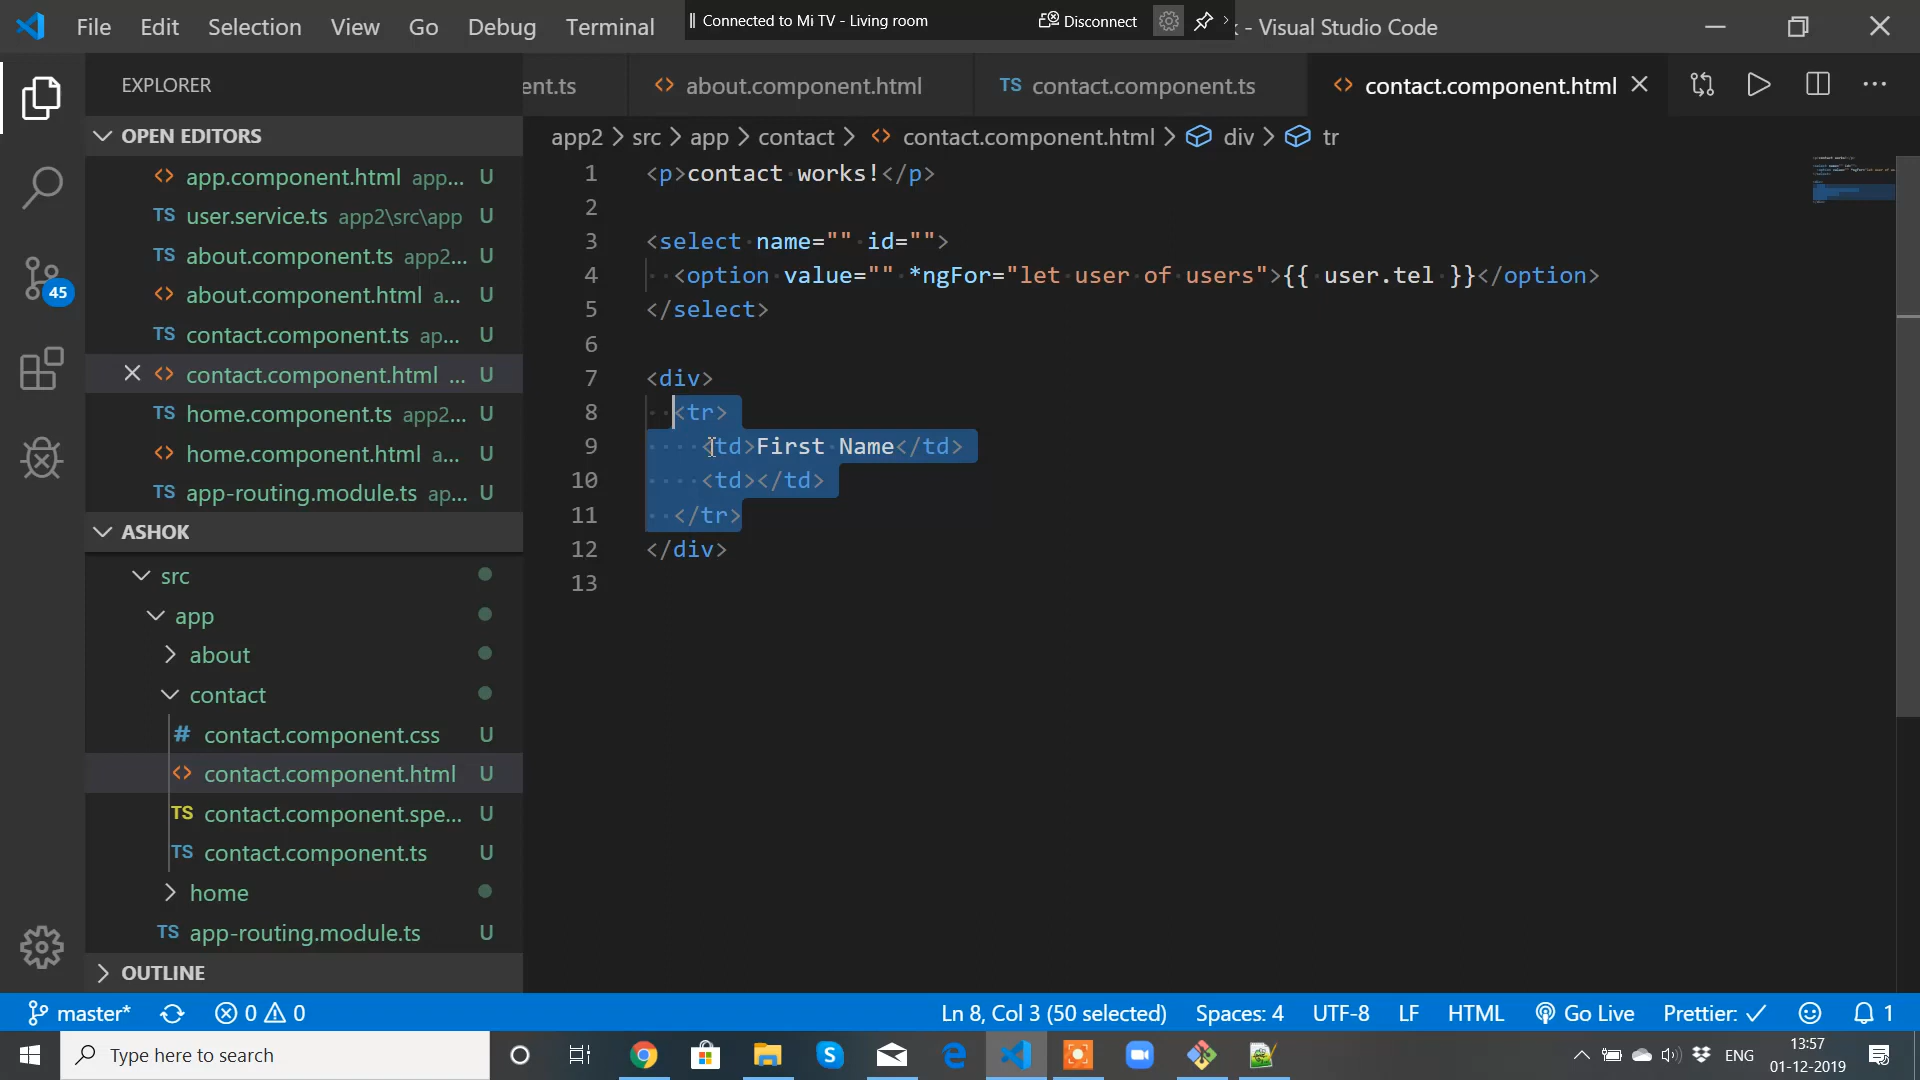 File Edit Selection View Go Debug Terminal
Connected to Mi TV - Living room Disconnect
- Visual Studio Code
EXPLORER
ent.ts about.component.html TS contact.component.ts contact.component.html
OPEN EDITORS
app2 src app contact contact.component.html div tr
app.component.html app... U
TS user.service.ts app2\src\app U
TS about.component.ts app2... U
about.component.html a... U
TS contact.component.ts ap... U
contact.component.html ... U
TS home.component.ts app2... U
home.component.html a... U
TS app-routing.module.ts ap... U
45
1 <p>contact works!</p>
2
3 <select name="" id="">
4 <option value="" *ngFor="let user of users">{{ user.tel }}</option>
5 </select>
6
7 <div>
8 <tr>
9 <td>First Name</td>
10 <td></td>
11 </tr>
12 </div>
13
ASHOK
src
app
about
contact
# contact.component.css U
contact.component.html U
TS contact.component.spe... U
TS contact.component.ts U
home
TS app-routing.module.ts U
OUTLINE
master* 0 0 Ln 8, Col 3 (50 selected) Spaces: 4 UTF-8 LF HTML Go Live Prettier: ✓ 1
Type here to search
ENG
13:57
01-12-2019